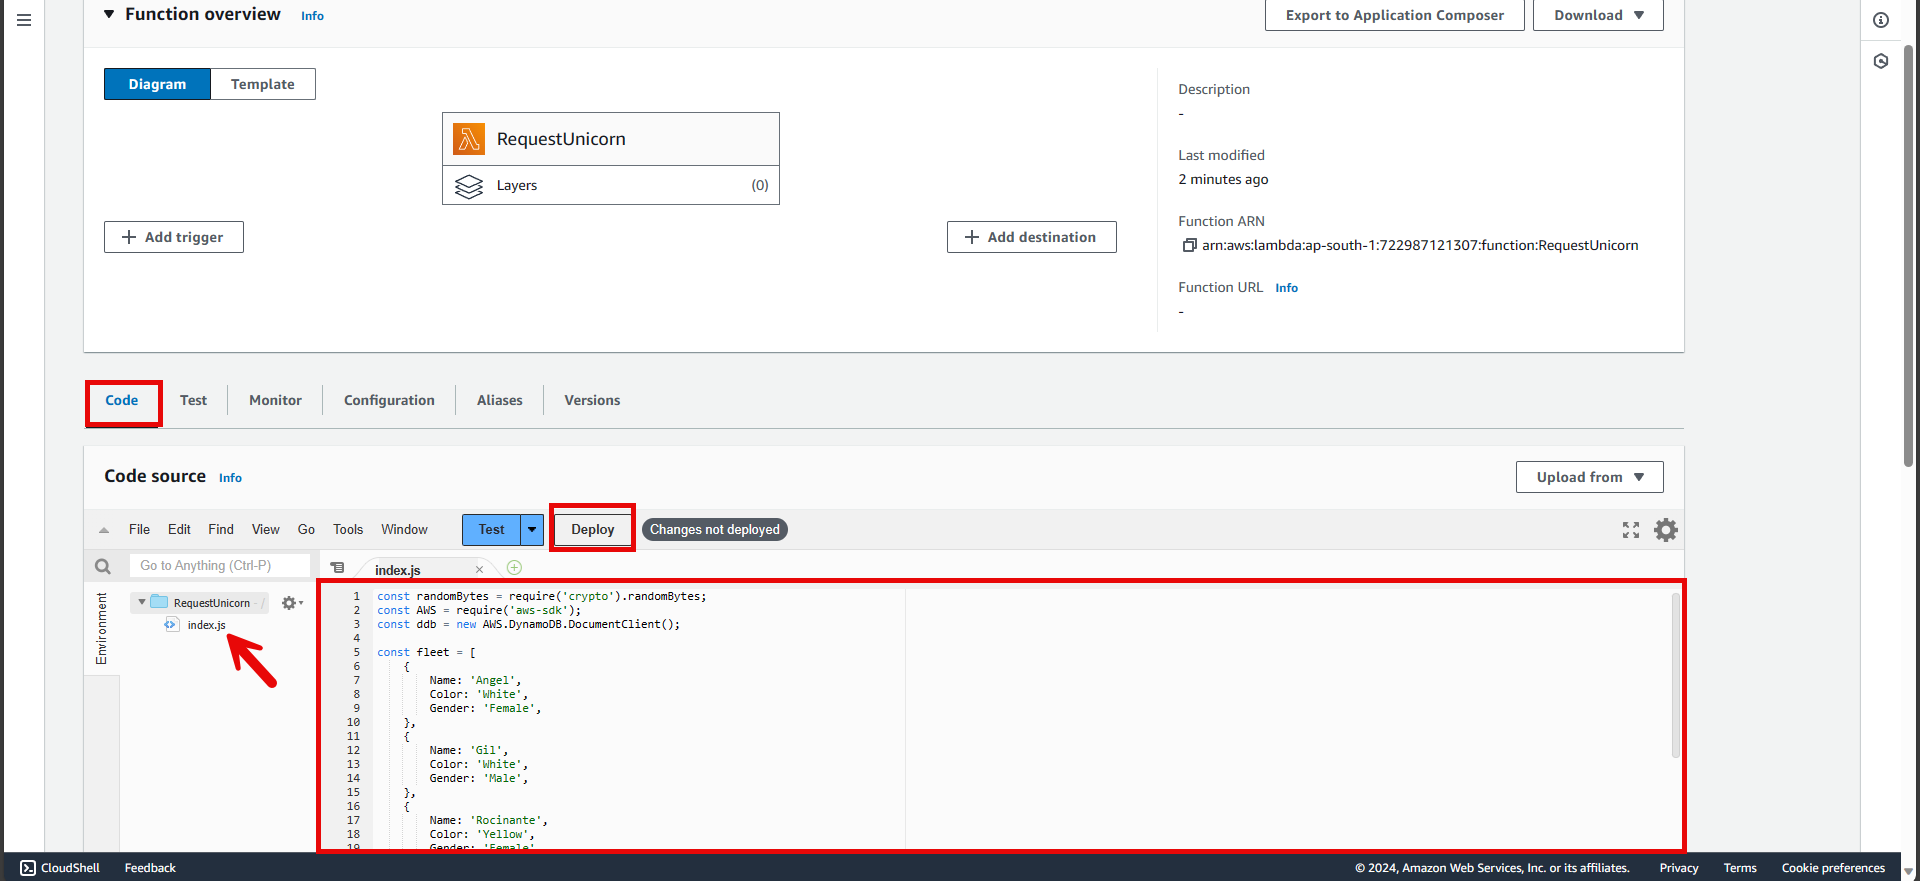 Function overview Info
Export to Application Composer
Download
Diagram
Template
RequestUnicorn
Layers
(0)
Add trigger
Add destination
Description
-
Last modified
2 minutes ago
Function ARN
arn:aws:lambda:ap-south-1:722987121307:function:RequestUnicorn
Function URL Info
-
Code
Test
Monitor
Configuration
Aliases
Versions
Code source Info
Upload from
File
Edit
Find
View
Go
Tools
Window
Test
Deploy
Changes not deployed
Go to Anything (Ctrl-P)
Environment
RequestUnicorn - /
index.js
index.js
1 const randomBytes = require('crypto').randomBytes;
2 const AWS = require('aws-sdk');
3 const ddb = new AWS.DynamoDB.DocumentClient();
4
5 const fleet = [
6 {
7 Name: 'Angel',
8 Color: 'White',
9 Gender: 'Female',
10 },
11 {
12 Name: 'Gil',
13 Color: 'White',
14 Gender: 'Male',
15 },
16 {
17 Name: 'Rocinante',
18 Color: 'Yellow',
19 Gender: 'Female'
CloudShell
Feedback
© 2024, Amazon Web Services, Inc. or its affiliates.
Privacy
Terms
Cookie preferences